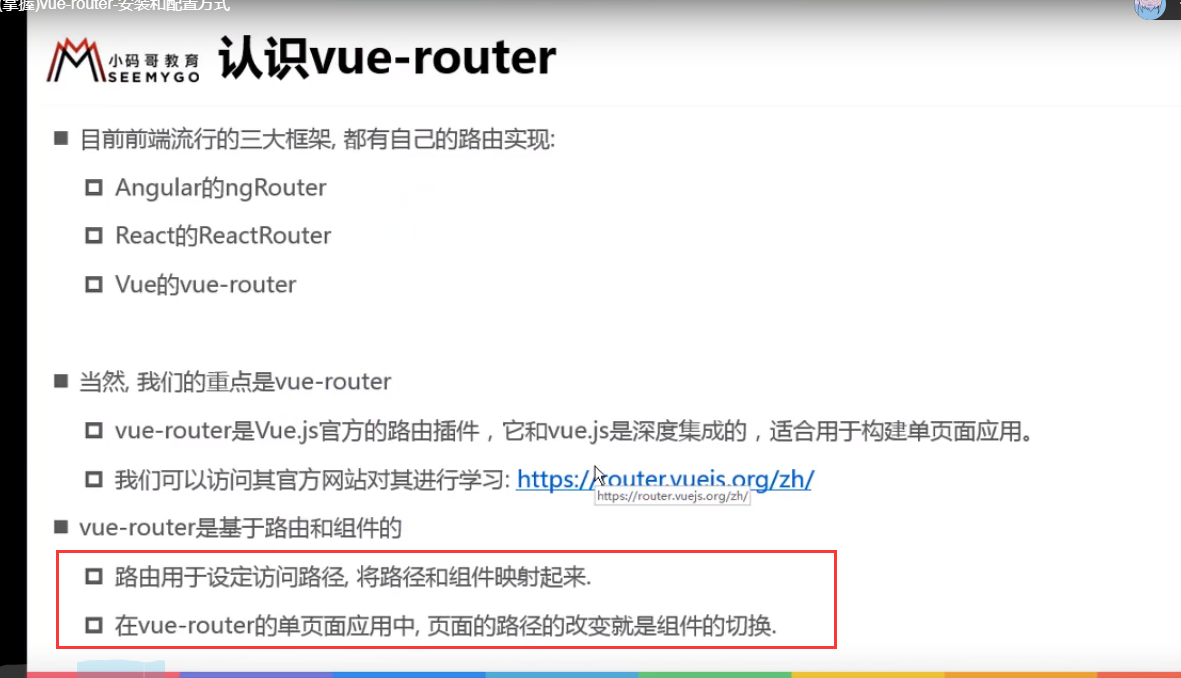 (掌握)vue-router-安装和配置方式
小码哥教育
SEEMYGO
认识vue-router
目前前端流行的三大框架, 都有自己的路由实现:
Angular的ngRouter
React的ReactRouter
Vue的vue-router
当然, 我们的重点是vue-router
vue-router是Vue.js官方的路由插件，它和vue.js是深度集成的，适合用于构建单页面应用。
我们可以访问其官方网站对其进行学习: https://router.vuejs.org/zh/
https://router.vuejs.org/zh/
vue-router是基于路由和组件的
路由用于设定访问路径, 将路径和组件映射起来.
在vue-router的单页面应用中, 页面的路径的改变就是组件的切换.